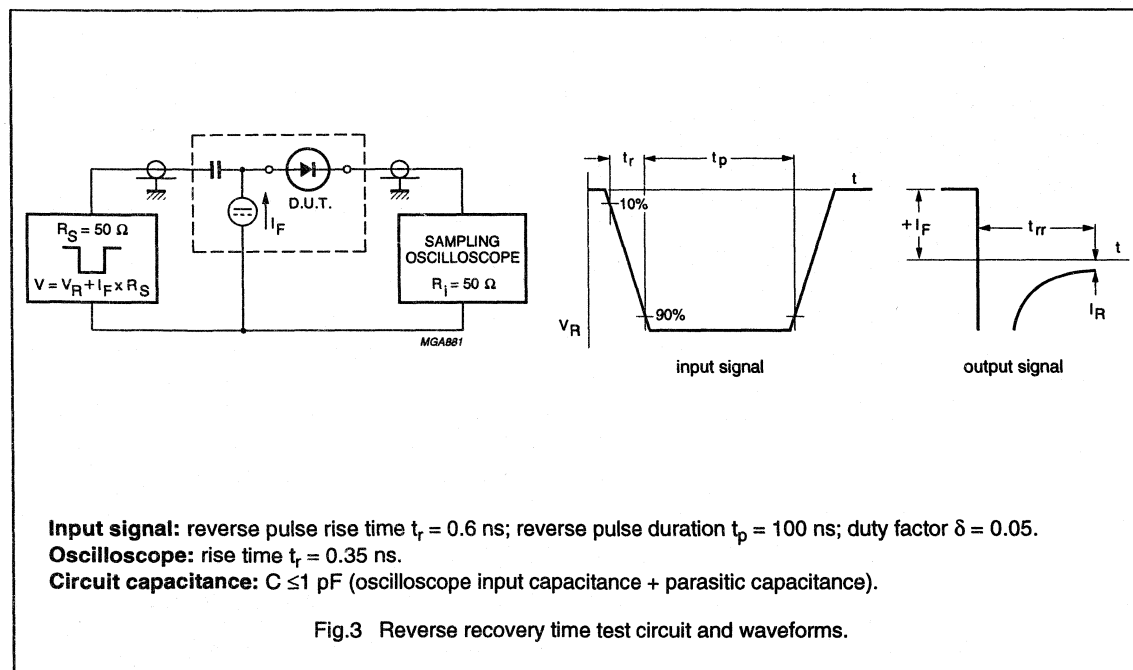 D.U.T.
I_F
R_S = 50 Ω
V = V_R + I_F x R_S
SAMPLING
OSCILLOSCOPE
R_i = 50 Ω
MGA881
t_r
t_p
t
10%
90%
V_R
input signal
+I_F
t_rr
t
I_R
output signal
Input signal: reverse pulse rise time t_r = 0.6 ns; reverse pulse duration t_p = 100 ns; duty factor δ = 0.05.
Oscilloscope: rise time t_r = 0.35 ns.
Circuit capacitance: C ≤1 pF (oscilloscope input capacitance + parasitic capacitance).
Fig.3 Reverse recovery time test circuit and waveforms.